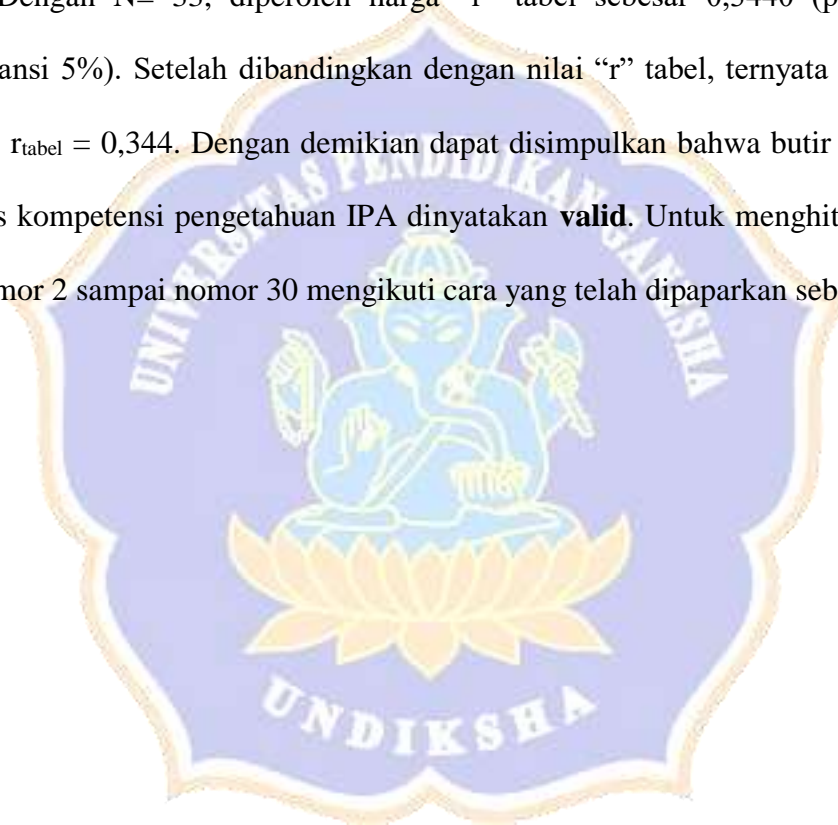 Dengan N= 33, diperoleh harga "r" tabel sebesar 0,3440 (p
ansi 5%). Setelah dibandingkan dengan nilai “r” tabel, ternyata
r tabel = 0,344. Dengan demikian dapat disimpulkan bahwa butir
s kompetensi pengetahuan IPA dinyatakan valid. Untuk menghit
mor 2 sampai nomor 30 mengikuti cara yang telah dipaparkan seb
UNIVERSITAS PENDIDIKAN GANESHA
UNDIKSHA